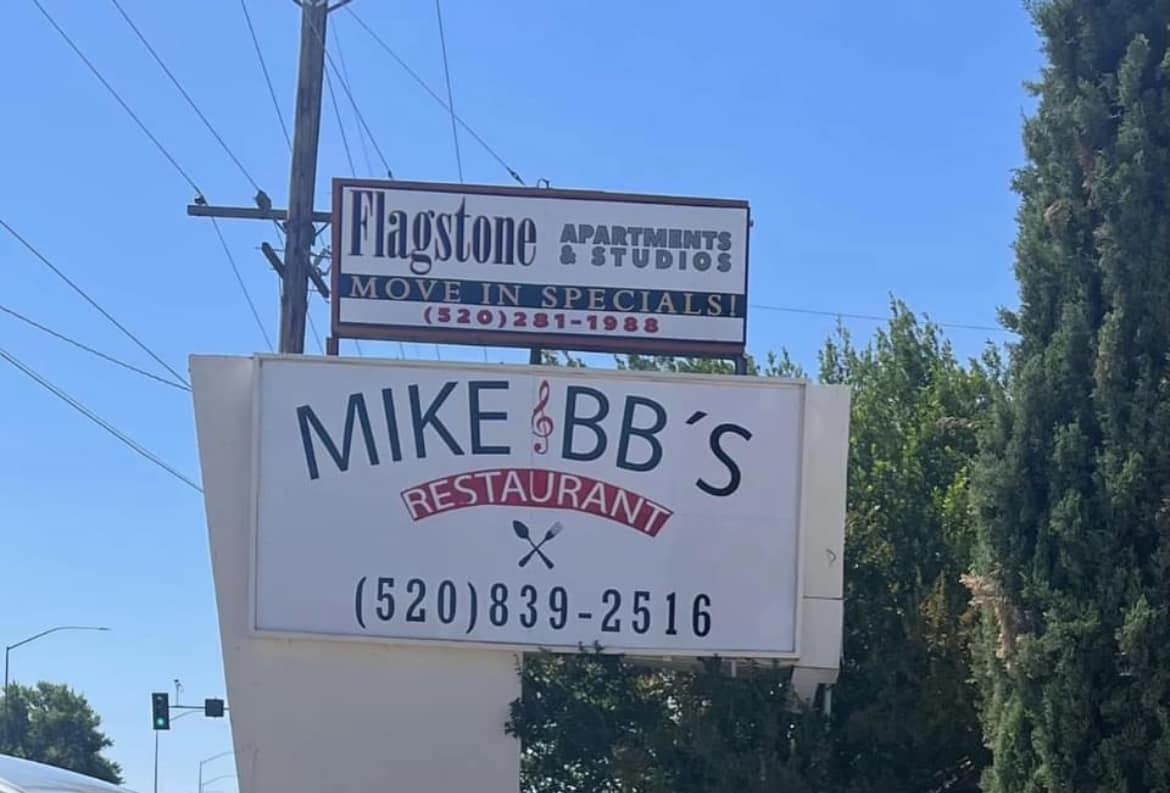 Flagstone APARTMENTS
& STUDIOS
MOVE IN SPECIALS!
(520)281-1988
MIKE BB'S
RESTAURANT
(520)839-2516